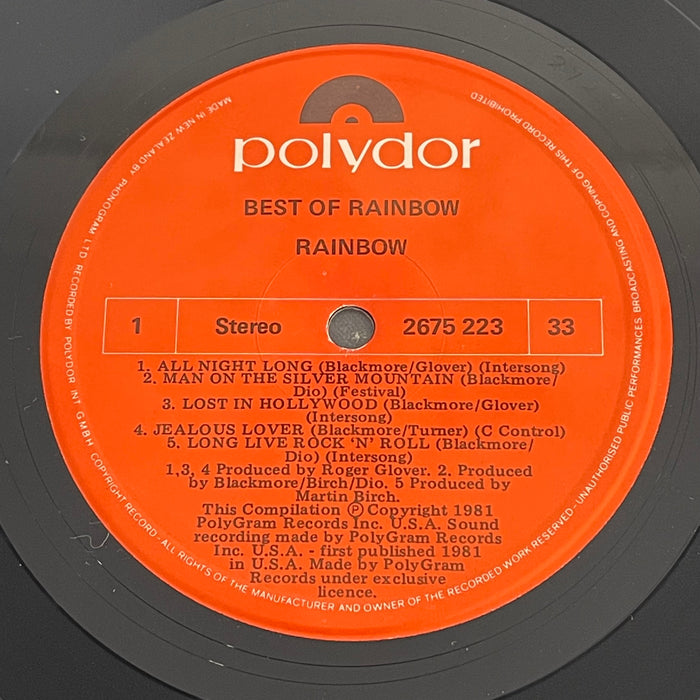 polydor
BEST OF RAINBOW
RAINBOW
1 Stereo 2675 223 33
1. ALL NIGHT LONG (Blackmore/Glover) (Intersong)
2. MAN ON THE SILVER MOUNTAIN (Blackmore/
Dio) (Festival)
3. LOST IN HOLLYWOOD (Blackmore/Glover)
(Intersong)
4. JEALOUS LOVER (Blackmore/Turner) (C Control)
5. LONG LIVE ROCK 'N' ROLL (Blackmore/
Dio) (Intersong)
1,3, 4 Produced by Roger Glover. 2. Produced
by Blackmore/Birch/Dio. 5 Produced by
Martin Birch.
This Compilation Ⓟ Copyright 1981
PolyGram Records Inc. U.S.A. Sound
recording made by PolyGram Records
Inc. U.S.A. - first published 1981
in U.S.A. Made by PolyGram
Records under exclusive
licence.
MADE IN NEW ZEALAND BY PHONOGRAM LTD RECORDED BY POLYDOR INT GMBH COPYRIGHT RECORD - ALL RIGHTS OF THE MANUFACTURER AND OWNER OF THE RECORDED WORK RESERVED - UNAUTHORISED PUBLIC PERFORMANCES BROADCASTING AND COPYING OF THIS RECORD PROHIBITED